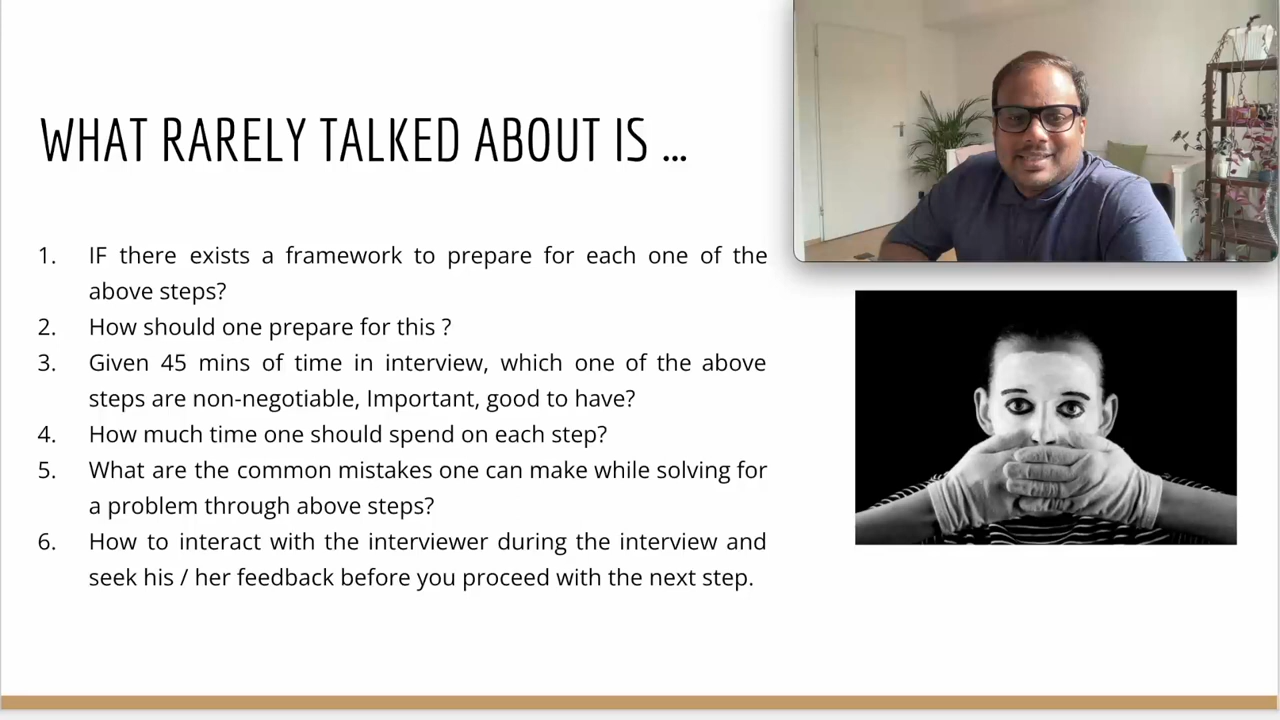 WHAT RARELY TALKED ABOUT IS ...
1. IF there exists a framework to prepare for each one of the
above steps?
2. How should one prepare for this ?
3. Given 45 mins of time in interview, which one of the above
steps are non-negotiable, Important, good to have?
4. How much time one should spend on each step?
5. What are the common mistakes one can make while solving for
a problem through above steps?
6. How to interact with the interviewer during the interview and
seek his / her feedback before you proceed with the next step.